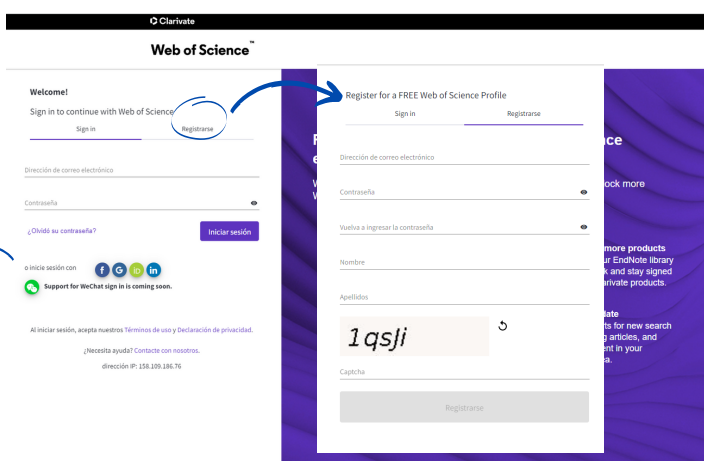 Clarivate
Web of Science™
Welcome!
Sign in to continue with Web of Science
Sign in
Registrarse
Dirección de correo electrónico
Contraseña
¿Olvidó su contraseña?
Iniciar sesión
o inicie sesión con
f G iD in
Support for WeChat sign in is coming soon.
Al iniciar sesión, acepta nuestros Términos de uso y Declaración de privacidad.
¿Necesita ayuda? Contacte con nosotros.
dirección IP: 158.109.186.76
Register for a FREE Web of Science Profile
Sign in
Registrarse
Dirección de correo electrónico
Contraseña
Vuelva a ingresar la contraseña
Nombre
Apellidos
1qsJi
Captcha
Registrarse
ock more
more products
ur EndNote library
k and stay signed
arivate products.
late
ts for new search
g articles, and
ent in your